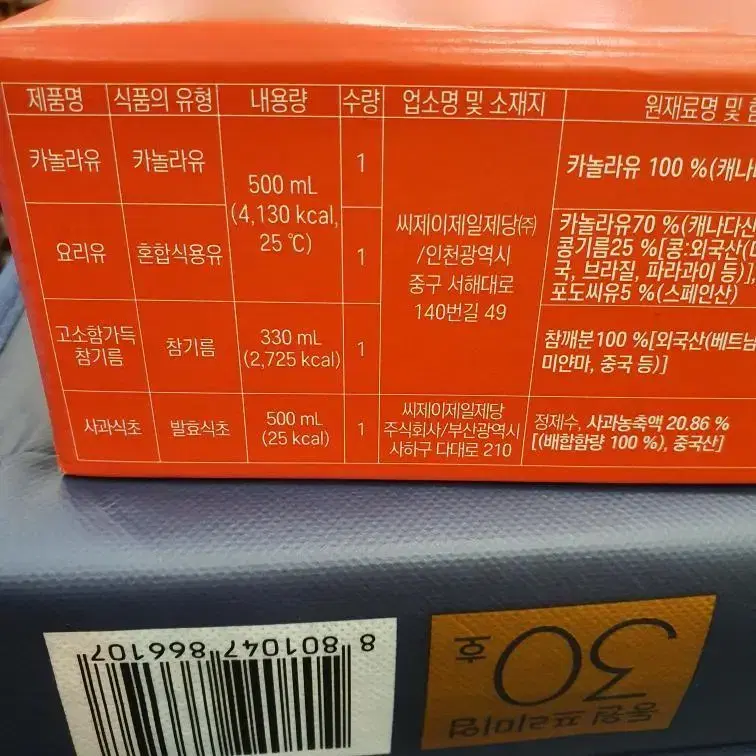 제품명 식품의 유형 내용량 수량 업소명 및 소재지 원재료명 및
카놀라유 카놀라유 500 mL (4,130 kcal, 25 ℃) 1 씨제이제일제당㈜ /인천광역시 중구 서해대로 140번길 49 카놀라유 100 %(캐나다
요리유 혼합식용유 1 카놀라유70 %(캐나다산
콩기름25 %[콩:외국산(
국, 브라질, 파라과이 등)],
포도씨유5 %(스페인산)
고소함가득 참기름 참기름 330 mL (2,725 kcal) 1 참깨분100 %[외국산(베트남
미얀마, 중국 등)]
사과식초 발효식초 500 mL (25 kcal) 1 씨제이제일제당 주식회사/부산광역시 사하구 다대로 210 정제수, 사과농축액 20.86 %
[(배합함량 100 %), 중국산]
8 801047 866107
동원 프리미엄
30호